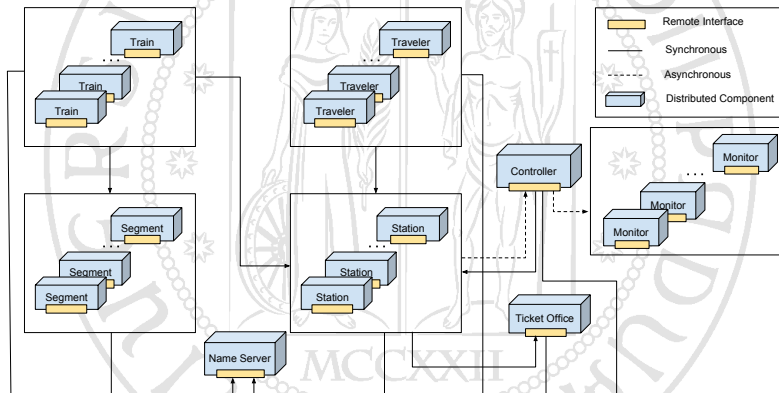 Train
. . .
Train
Train
Traveler
. . .
Traveler
Traveler
Remote Interface
Synchronous
Asynchronous
Distributed Component
Controller
Monitor
. . .
Monitor
Monitor
Segment
. . .
Segment
Segment
Station
. . .
Station
Station
Name Server
Ticket Office
MCCXXII